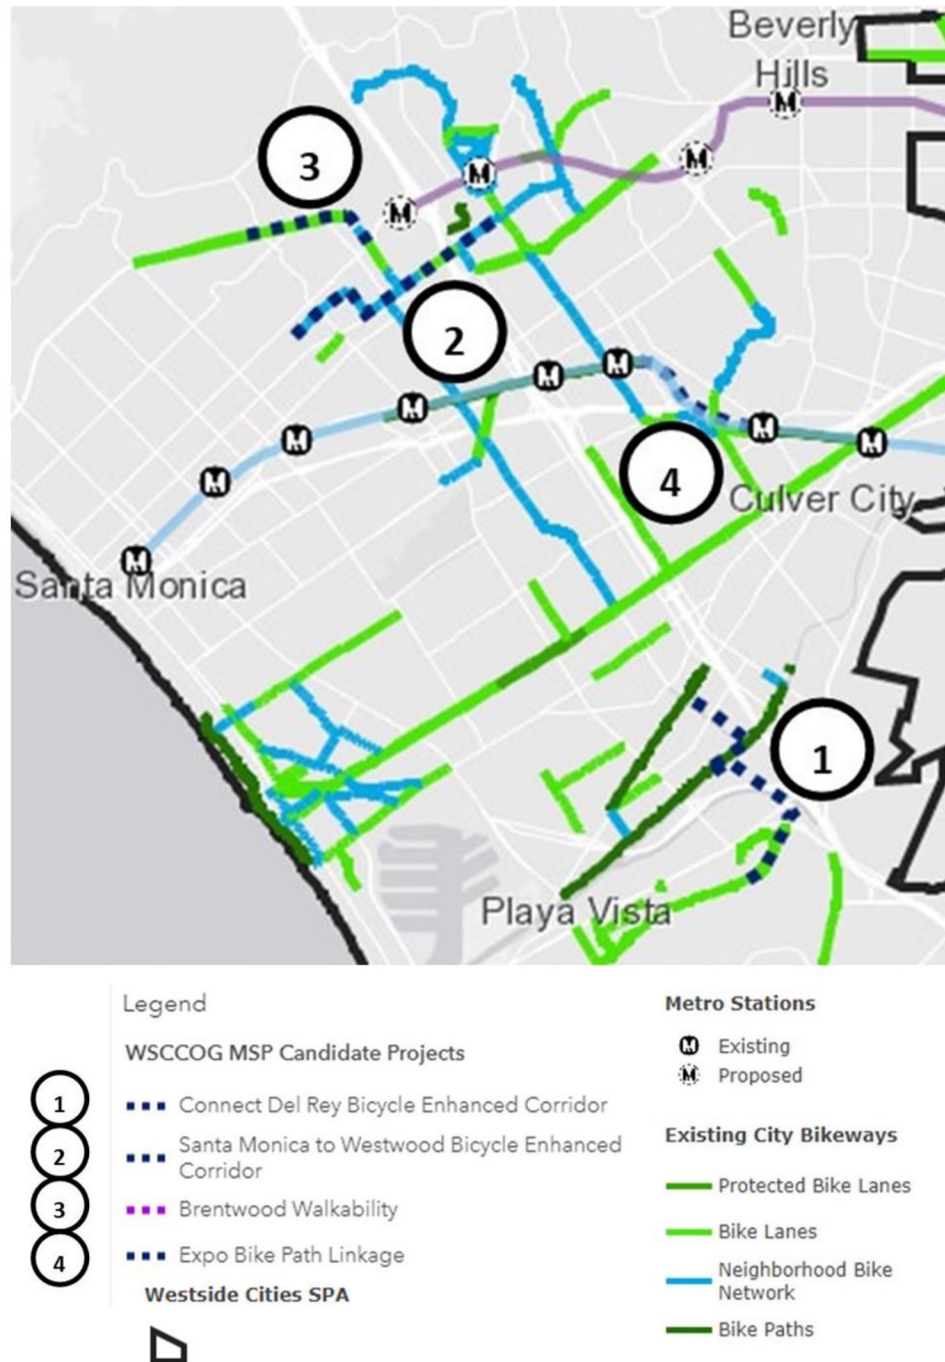 Beverly
Hills
3
2
4
Culver City
Santa Monica
1
Playa Vista
Legend
WSCCOG MSP Candidate Projects
1 Connect Del Rey Bicycle Enhanced Corridor
2 Santa Monica to Westwood Bicycle Enhanced
Corridor
3 Brentwood Walkability
4 Expo Bike Path Linkage
Westside Cities SPA
Metro Stations
M Existing
M Proposed
Existing City Bikeways
Protected Bike Lanes
Bike Lanes
Neighborhood Bike
Network
Bike Paths